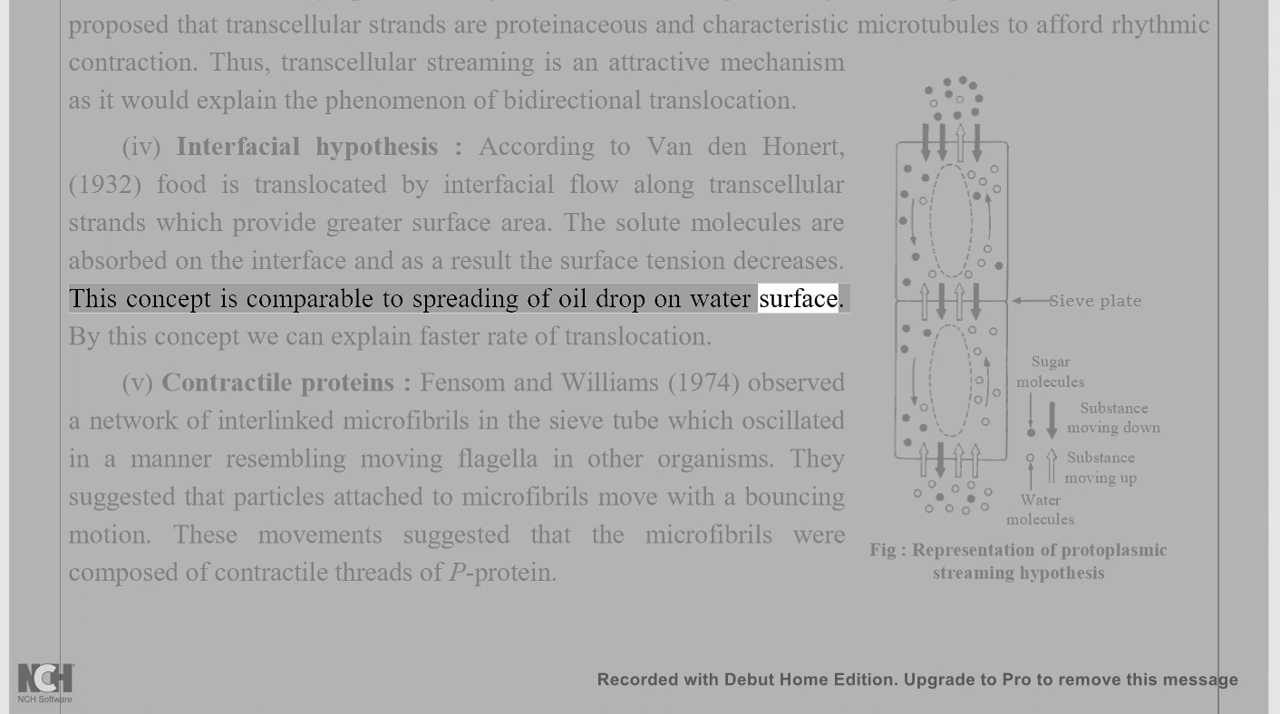 proposed that transcellular strands are proteinaceous and characteristic microtubules to afford rhythmic
contraction. Thus, transcellular streaming is an attractive mechanism
as it would explain the phenomenon of bidirectional translocation.
(iv) Interfacial hypothesis : According to Van den Honert,
(1932) food is translocated by interfacial flow along transcellular
strands which provide greater surface area. The solute molecules are
absorbed on the interface and as a result the surface tension decreases.
This concept is comparable to spreading of oil drop on water surface.
By this concept we can explain faster rate of translocation.
(v) Contractile proteins : Fensom and Williams (1974) observed
a network of interlinked microfibrils in the sieve tube which oscillated
in a manner resembling moving flagella in other organisms. They
suggested that particles attached to microfibrils move with a bouncing
motion. These movements suggested that the microfibrils were
composed of contractile threads of P-protein.
Sieve plate
Sugar
molecules
Substance
moving down
Substance
moving up
Water
molecules
Fig : Representation of protoplasmic
streaming hypothesis
NCH
NCH Software
Recorded with Debut Home Edition. Upgrade to Pro to remove this message